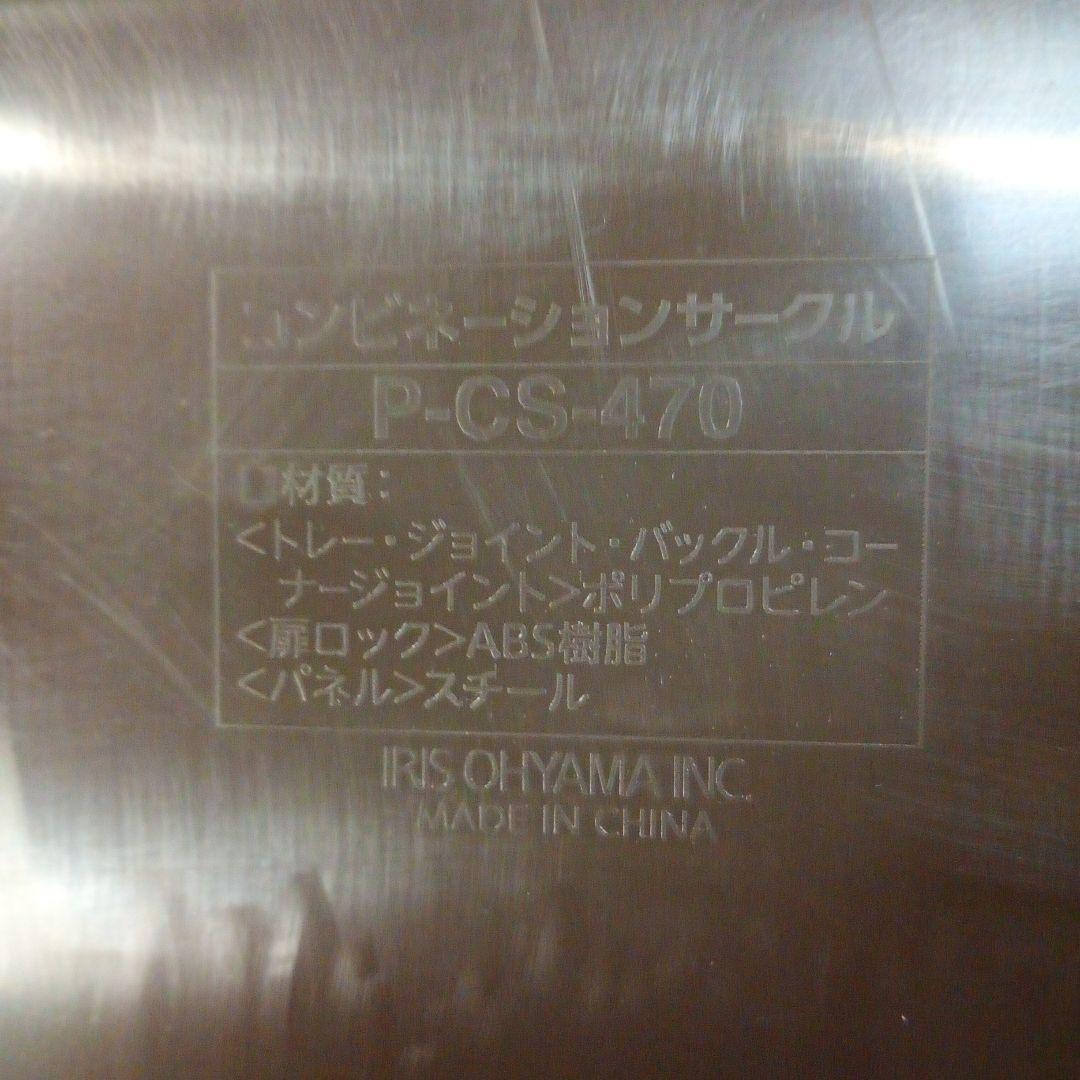 コンビネーションサークル
P-CS-470
■材質：
<トレー・ジョイント・バックル・コー
ナージョイント>ポリプロピレン
<扉ロック>ABS樹脂
<パネル>スチール
IRIS OHYAMA INC.
MADE IN CHINA